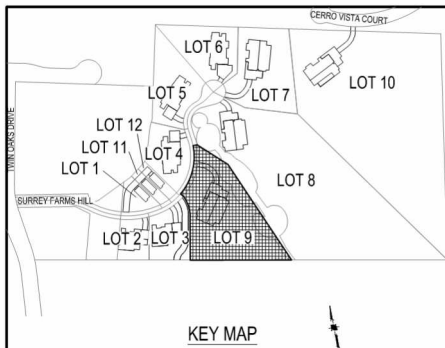 CERRO VISTA COURT
LOT 6
LOT 10
LOT 5
LOT 7
LOT 12
LOT 11
LOT 1
LOT 4
TWIN OAKS DRIVE
LOT 8
SURREY FARMS HILL
LOT 2
LOT 3
LOT 9
KEY MAP